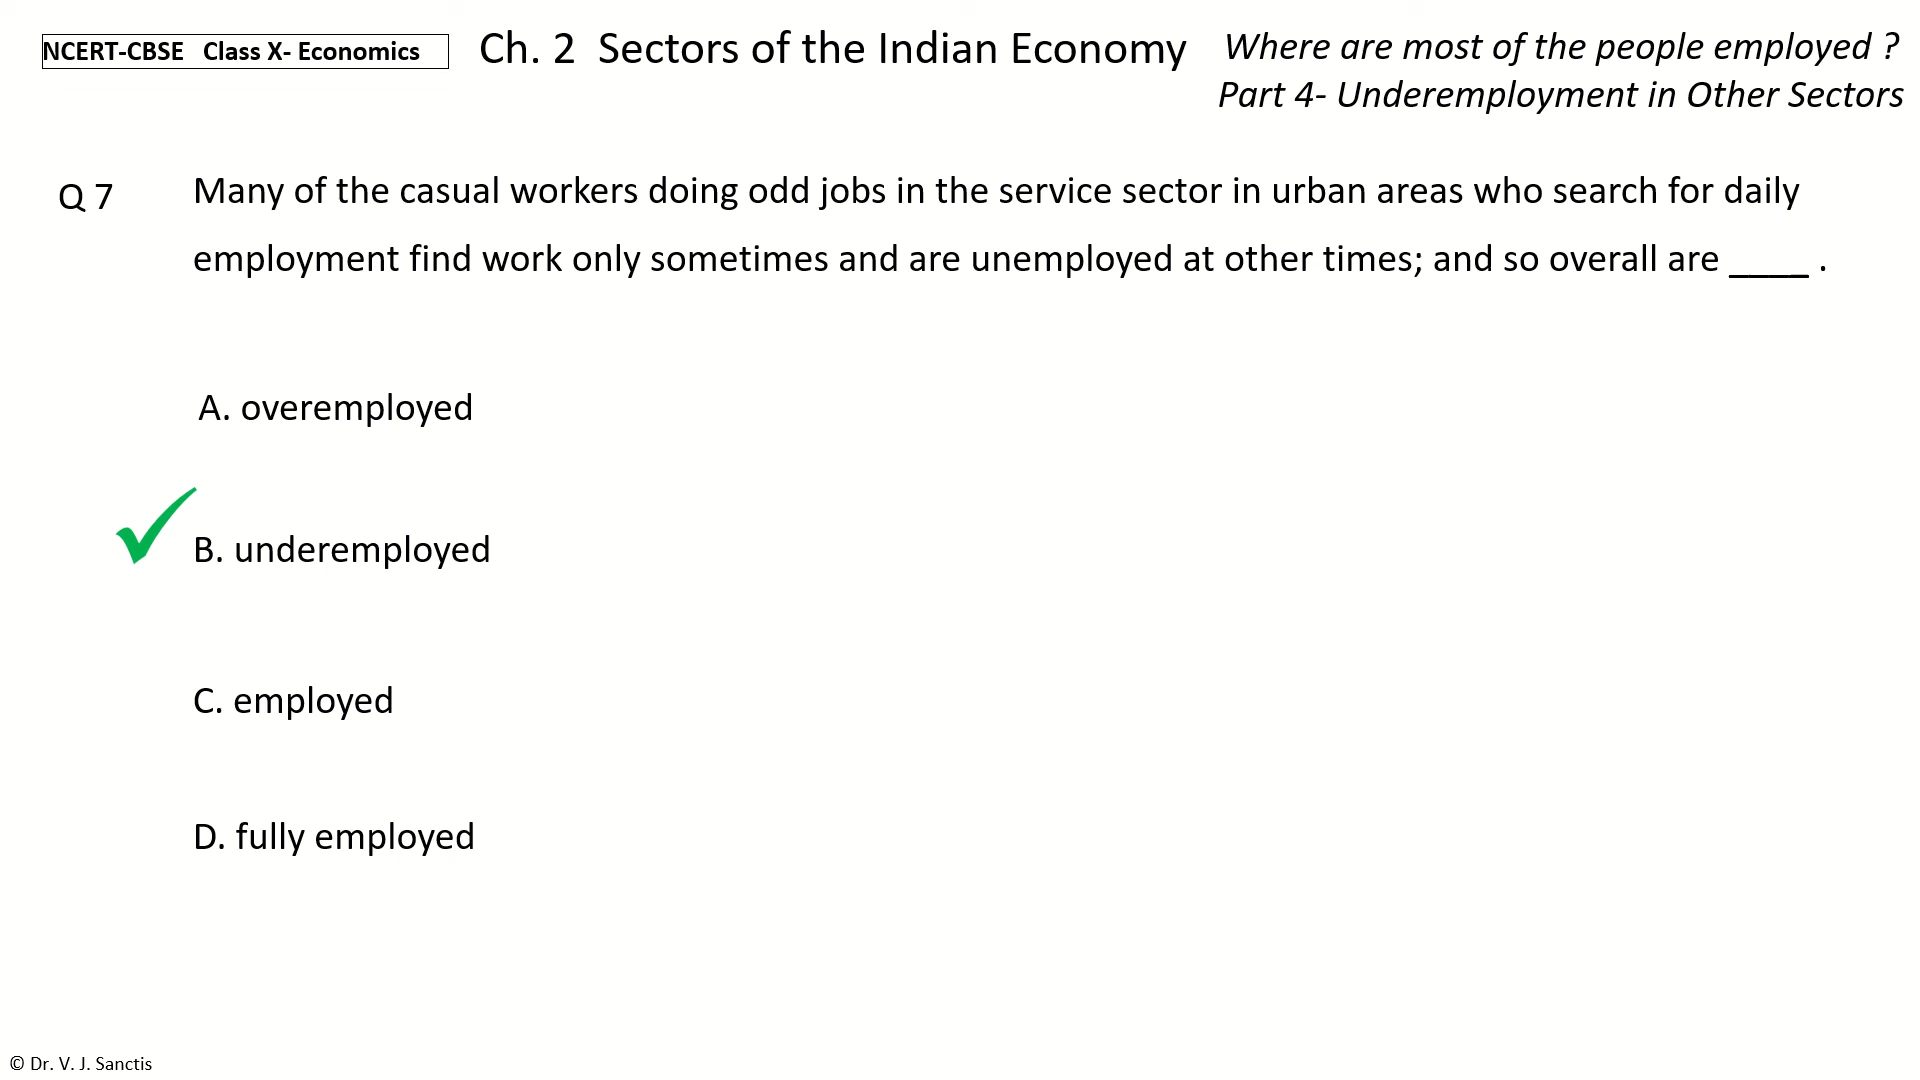 NCERT-CBSE Class X- Economics
Ch. 2 Sectors of the Indian Economy
Where are most of the people employed ?
Part 4- Underemployment in Other Sectors
Q 7
Many of the casual workers doing odd jobs in the service sector in urban areas who search for daily
employment find work only sometimes and are unemployed at other times; and so overall are ____ .
A. overemployed
B. underemployed
C. employed
D. fully employed
© Dr. V. J. Sanctis